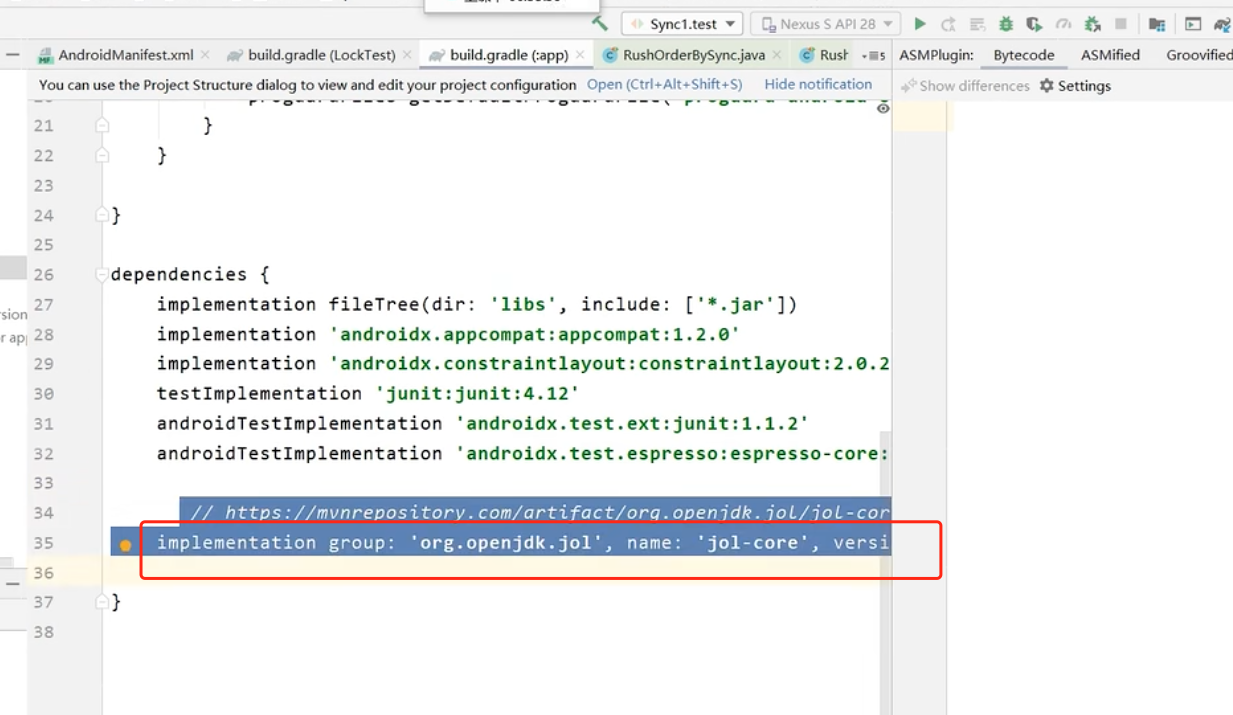 Sync1.test
Nexus S API 28
AndroidManifest.xml
build.gradle (LockTest)
build.gradle (:app)
RushOrderBySync.java
Rush
5
ASMPlugin:
Bytecode
ASMified
Groovified
You can use the Project Structure dialog to view and edit your project configuration
Open (Ctrl+Alt+Shift+S)
Hide notification
Show differences
Settings
21 }
22 }
23
24 }
25
26 dependencies {
27 implementation fileTree(dir: 'libs', include: ['*.jar'])
28 implementation 'androidx.appcompat:appcompat:1.2.0'
29 implementation 'androidx.constraintlayout:constraintlayout:2.0.2
30 testImplementation 'junit:junit:4.12'
31 androidTestImplementation 'androidx.test.ext:junit:1.1.2'
32 androidTestImplementation 'androidx.test.espresso:espresso-core:
33
34 // https://mvnrepository.com/artifact/org.openjdk.jol/jol-cor
35 implementation group: 'org.openjdk.jol', name: 'jol-core', versi
36
37 }
38